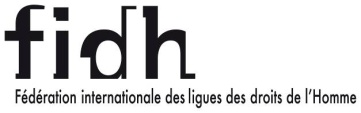 fidh
Fédération internationale des ligues des droits de l'Homme